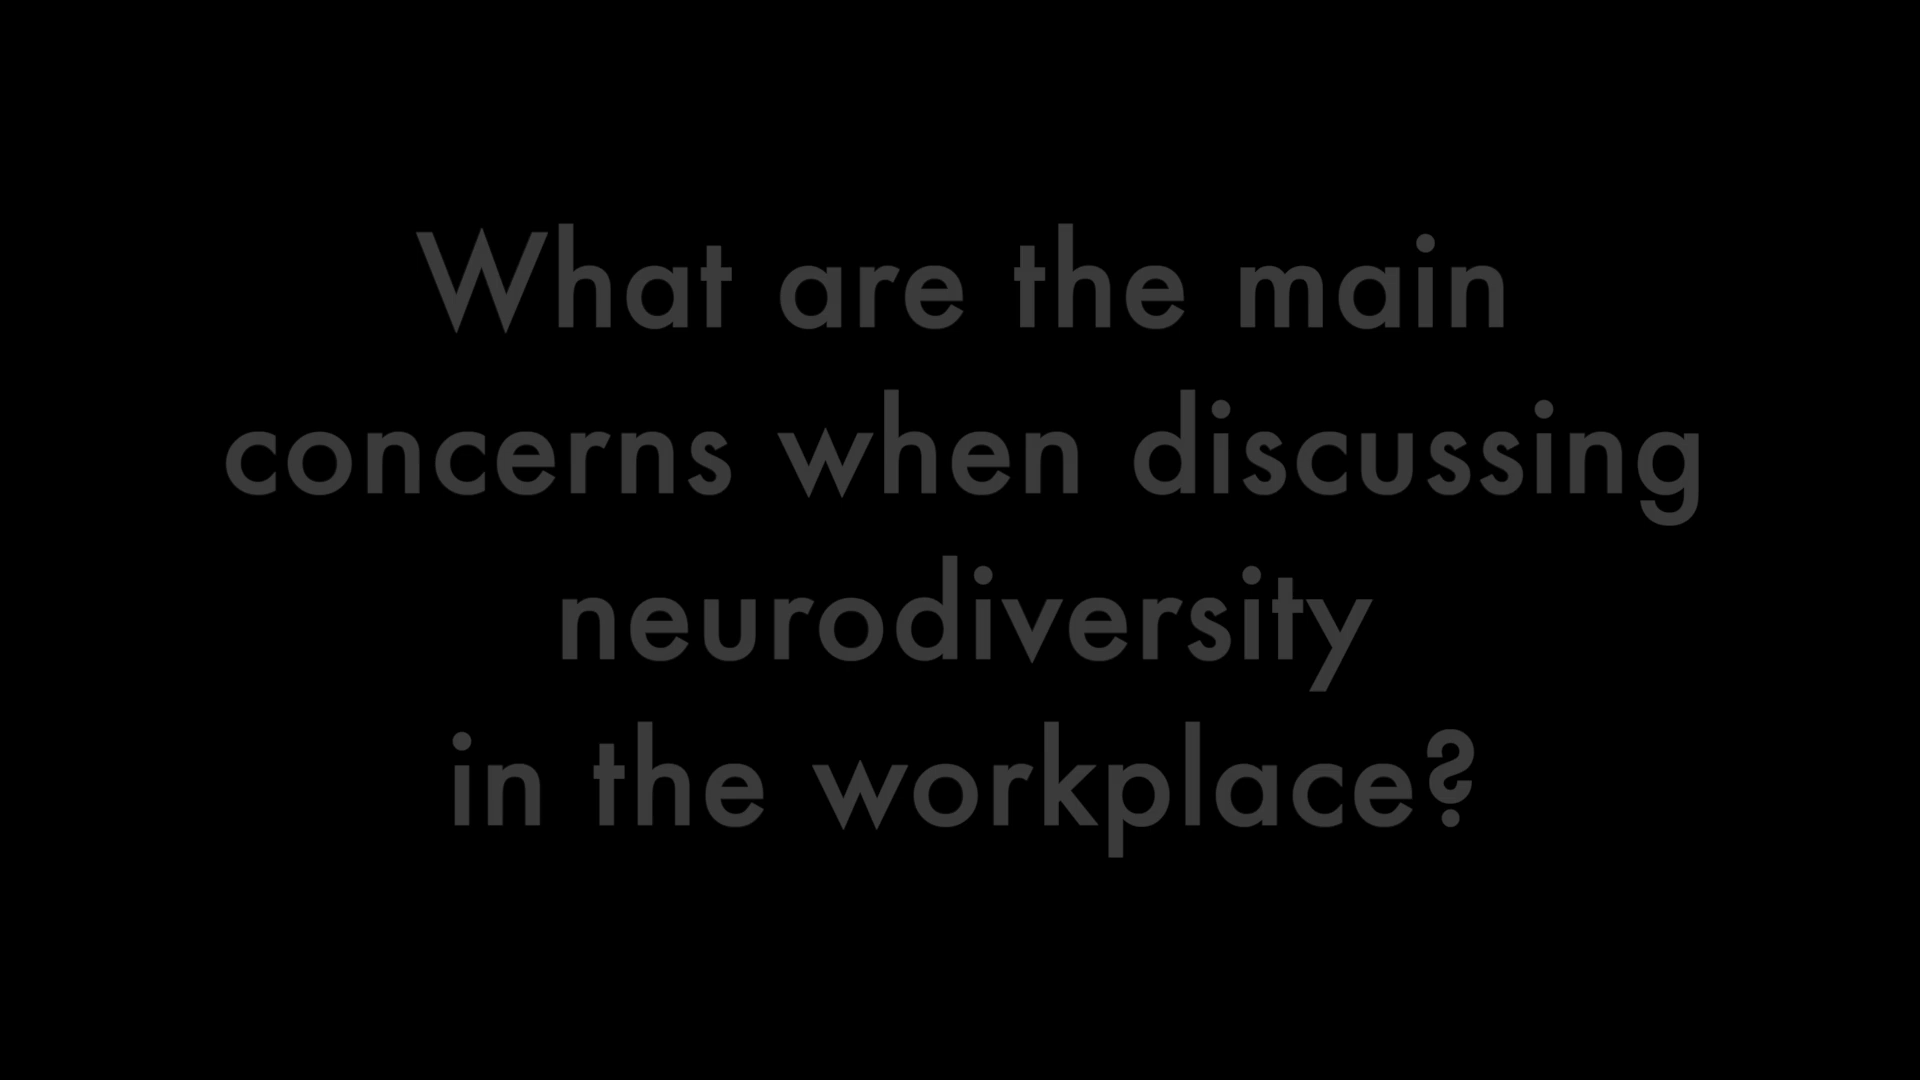 What are the main
concerns when discussing
neurodiversity
in the workplace?